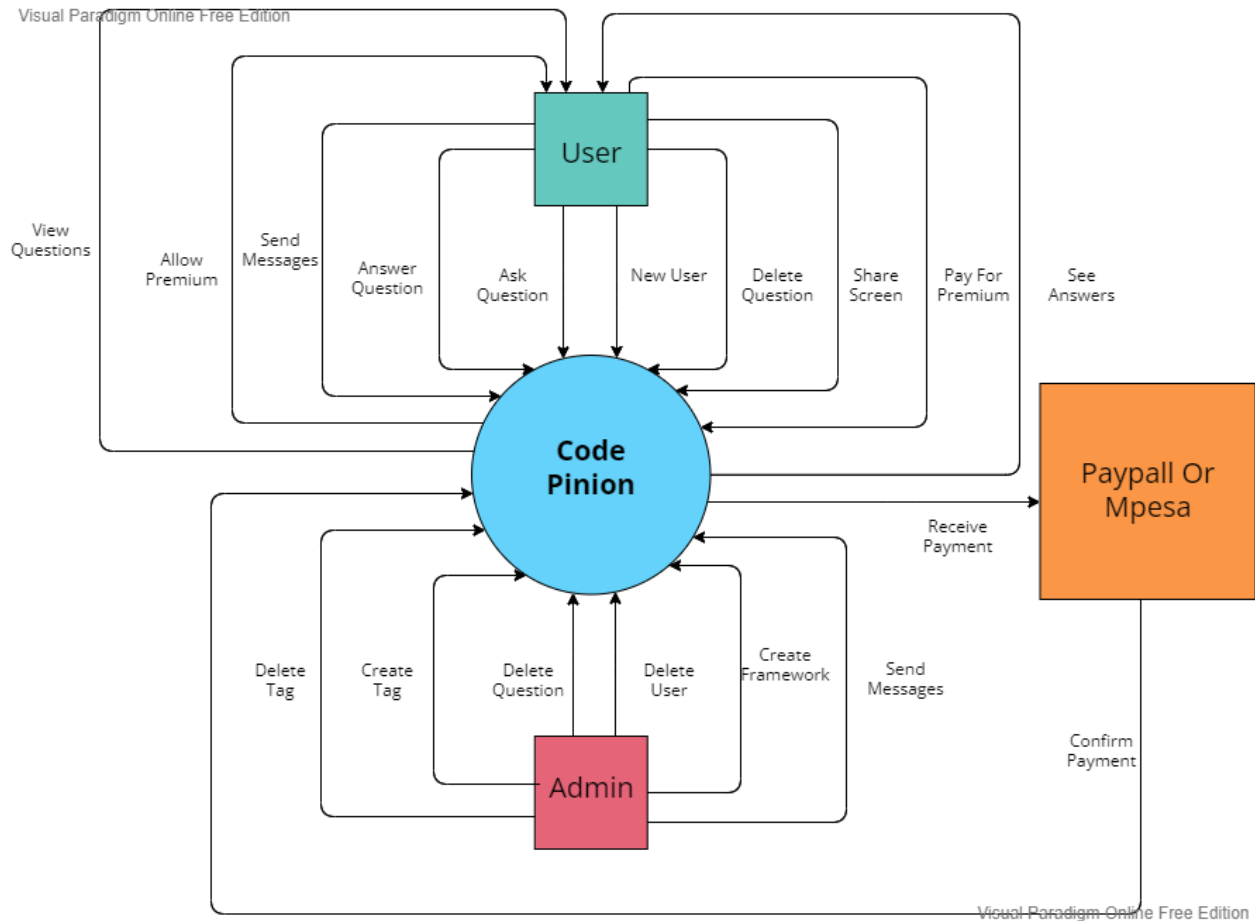 Visual Paradigm Online Free Edition
User
View
Questions
Allow
Premium
Send
Messages
Answer
Question
Ask
Question
New User
Delete
Question
Share
Screen
Pay For
Premium
See
Answers
Code
Pinion
Paypall Or
Mpesa
Receive
Payment
Delete
Tag
Create
Tag
Delete
Question
Delete
User
Create
Framework
Send
Messages
Confirm
Payment
Admin
Visual Paradigm Online Free Edition